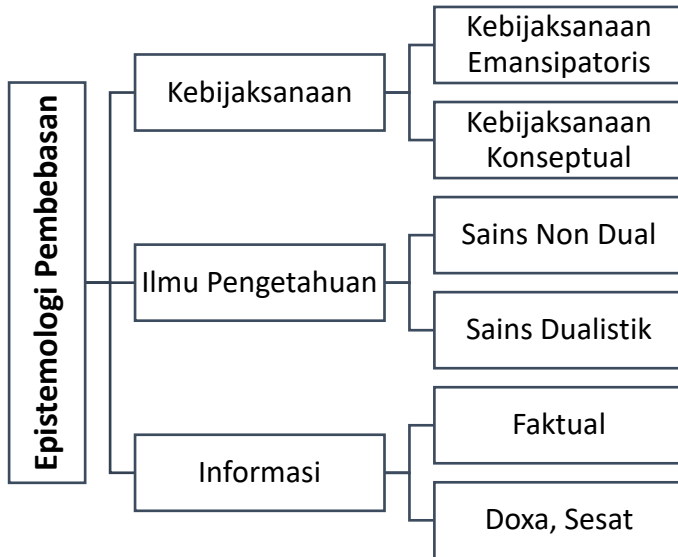 Epistemologi Pembebasan
Kebijaksanaan
Kebijaksanaan
Emansipatoris
Kebijaksanaan
Konseptual
Ilmu Pengetahuan
Sains Non Dual
Sains Dualistik
Informasi
Faktual
Doxa, Sesat